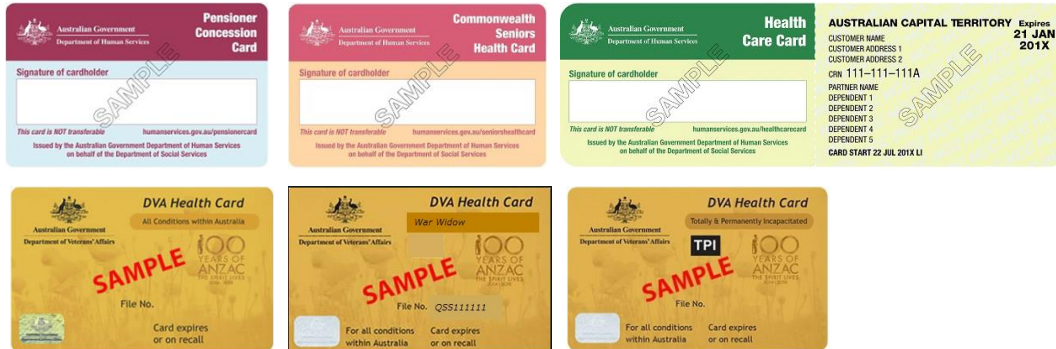 Australian Government
Department of Human Services
Pensioner
Concession
Card
Signature of cardholder
SAMPLE
This card is NOT transferable
humanservices.gov.au/pensionercard
Issued by the Australian Government Department of Human Services
on behalf of the Department of Social Services
Australian Government
Department of Human Services
Commonwealth
Seniors
Health Card
Signature of cardholder
SAMPLE
This card is NOT transferable
humanservices.gov.au/seniorshealthcard
Issued by the Australian Government Department of Human Services
on behalf of the Department of Social Services
Australian Government
Department of Human Services
Health
Care Card
Signature of cardholder
SAMPLE
This card is NOT transferable
humanservices.gov.au/healthcarecard
Issued by the Australian Government Department of Human Services
on behalf of the Department of Social Services
AUSTRALIAN CAPITAL TERRITORY Expires
21 JAN
201X
CUSTOMER NAME
CUSTOMER ADDRESS 1
CUSTOMER ADDRESS 2
CRN 111-111-111A
PARTNER NAME
DEPENDENT 1
DEPENDENT 2
DEPENDENT 3
DEPENDENT 4
DEPENDENT 5
SAMPLE
CARD START 22 JUL 201X LI
Australian Government
Department of Veterans' Affairs
DVA Health Card
All Conditions within Australia
100
YEARS OF
ANZAC
THE SPIRIT LIVES
SAMPLE
File No.
Card expires
or on recall
Australian Government
Department of Veterans' Affairs
DVA Health Card
War Widow
100
YEARS OF
ANZAC
THE SPIRIT LIVES
SAMPLE
File No. QSS111111
For all conditions
within Australia
Card expires
or on recall
Australian Government
Department of Veterans' Affairs
DVA Health Card
Totally & Permanently Incapacitated
TPI
100
YEARS OF
ANZAC
THE SPIRIT LIVES
SAMPLE
File No.
For all conditions
within Australia
Card expires
or on recall